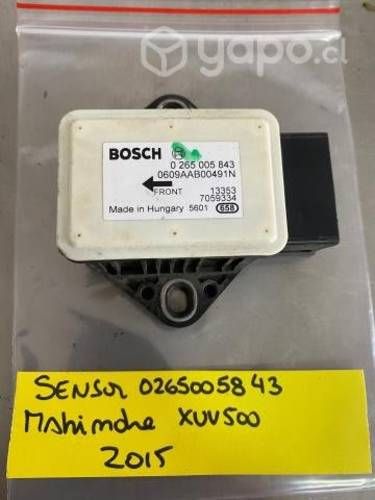 yapo.cl
BOSCH
0 265 005 843
0609AAB00491N
FRONT 13353
7059334
Made in Hungary 5601 GSB
SENSOR 0265005843
MAhindra XUV500
2015